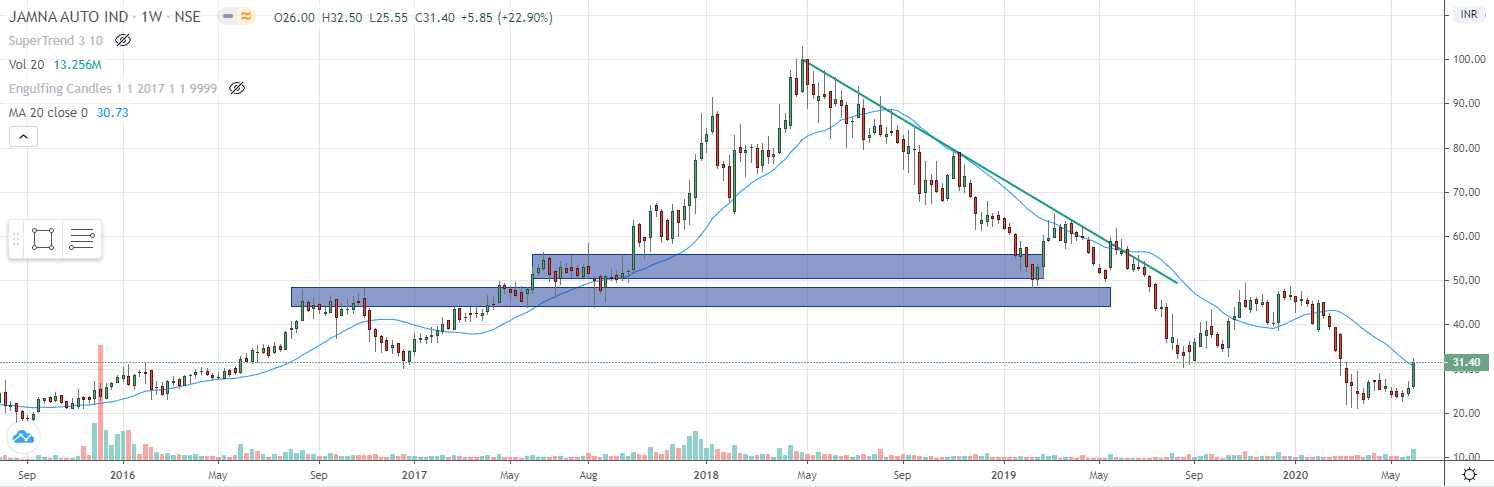 JAMNA AUTO IND · 1W · NSE O26.00 H32.50 L25.55 C31.40 +5.85 (+22.90%) INR
SuperTrend 3 10
Vol 20 13.256M
Engulfing Candles 1 1 2017 1 1 9999
MA 20 close 0 30.73
100.00
90.00
80.00
70.00
60.00
50.00
40.00
31.40
30.00
20.00
10.00
Sep 2016 May Sep 2017 May Aug 2018 May Sep 2019 May Sep 2020 May